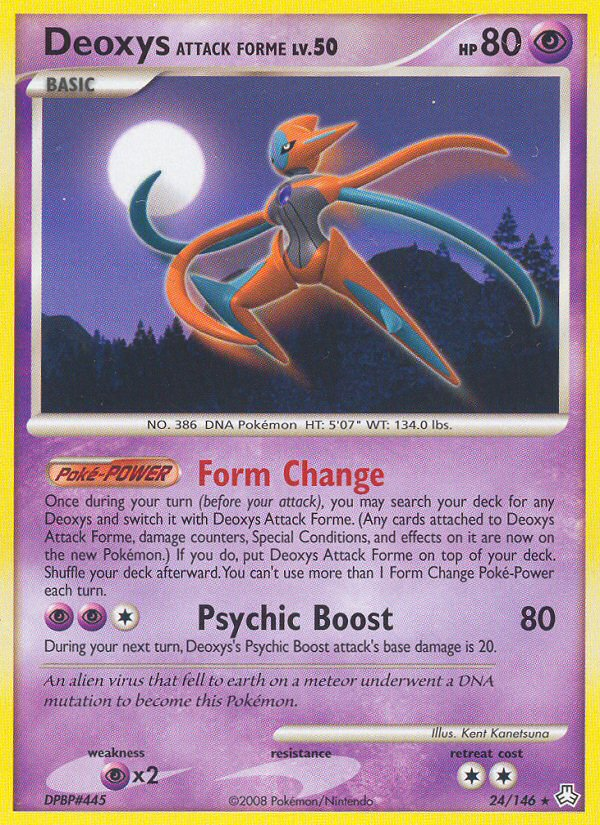 Deoxys ATTACK FORME LV.50 HP 80
BASIC
NO. 386 DNA Pokémon HT: 5'07" WT: 134.0 lbs.
Poké-POWER Form Change
Once during your turn (before your attack), you may search your deck for any
Deoxys and switch it with Deoxys Attack Forme. (Any cards attached to Deoxys
Attack Forme, damage counters, Special Conditions, and effects on it are now on
the new Pokémon.) If you do, put Deoxys Attack Forme on top of your deck.
Shuffle your deck afterward. You can't use more than 1 Form Change Poké-Power
each turn.
Psychic Boost 80
During your next turn, Deoxys's Psychic Boost attack's base damage is 20.
An alien virus that fell to earth on a meteor underwent a DNA
mutation to become this Pokémon.
Illus. Kent Kanetsuna
weakness resistance retreat cost
x2
DPBP#445 ©2008 Pokémon/Nintendo 24/146 ★